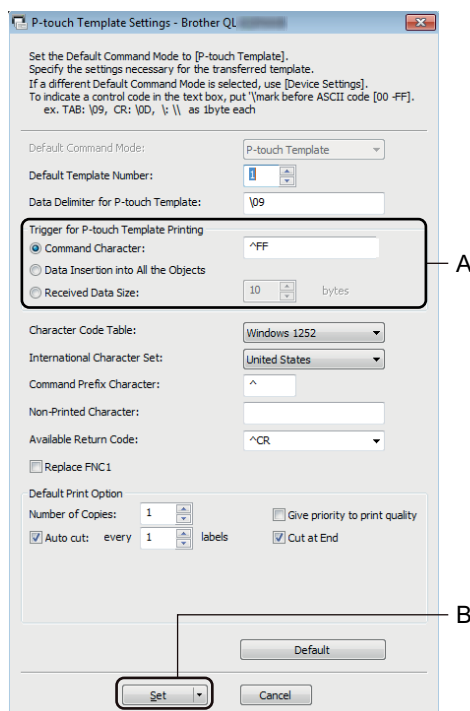 P-touch Template Settings - Brother QL
Set the Default Command Mode to [P-touch Template].
Specify the settings necessary for the transferred template.
If a different Default Command Mode is selected, use [Device Settings].
To indicate a control code in the text box, put '\'mark before ASCII code [00 -FF].
ex. TAB: \09, CR: \0D, \: \\ as 1byte each
Default Command Mode: P-touch Template
Default Template Number: 1
Data Delimiter for P-touch Template: \09
Trigger for P-touch Template Printing
Command Character: ^FF
A
Data Insertion into All the Objects
Received Data Size: 10 bytes
Character Code Table: Windows 1252
International Character Set: United States
Command Prefix Character: ^
Non-Printed Character:
Available Return Code: ^CR
Replace FNC1
Default Print Option
Number of Copies: 1 Give priority to print quality
Auto cut: every 1 labels Cut at End
B
Default
Set Cancel